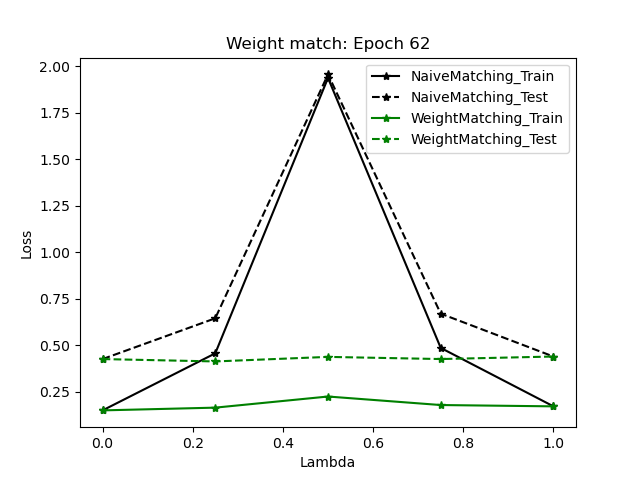 Weight match: Epoch 62
NaiveMatching_Train
NaiveMatching_Test
WeightMatching_Train
WeightMatching_Test
Loss
2.00
1.75
1.50
1.25
1.00
0.75
0.50
0.25
0.0 0.2 0.4 0.6 0.8 1.0
Lambda